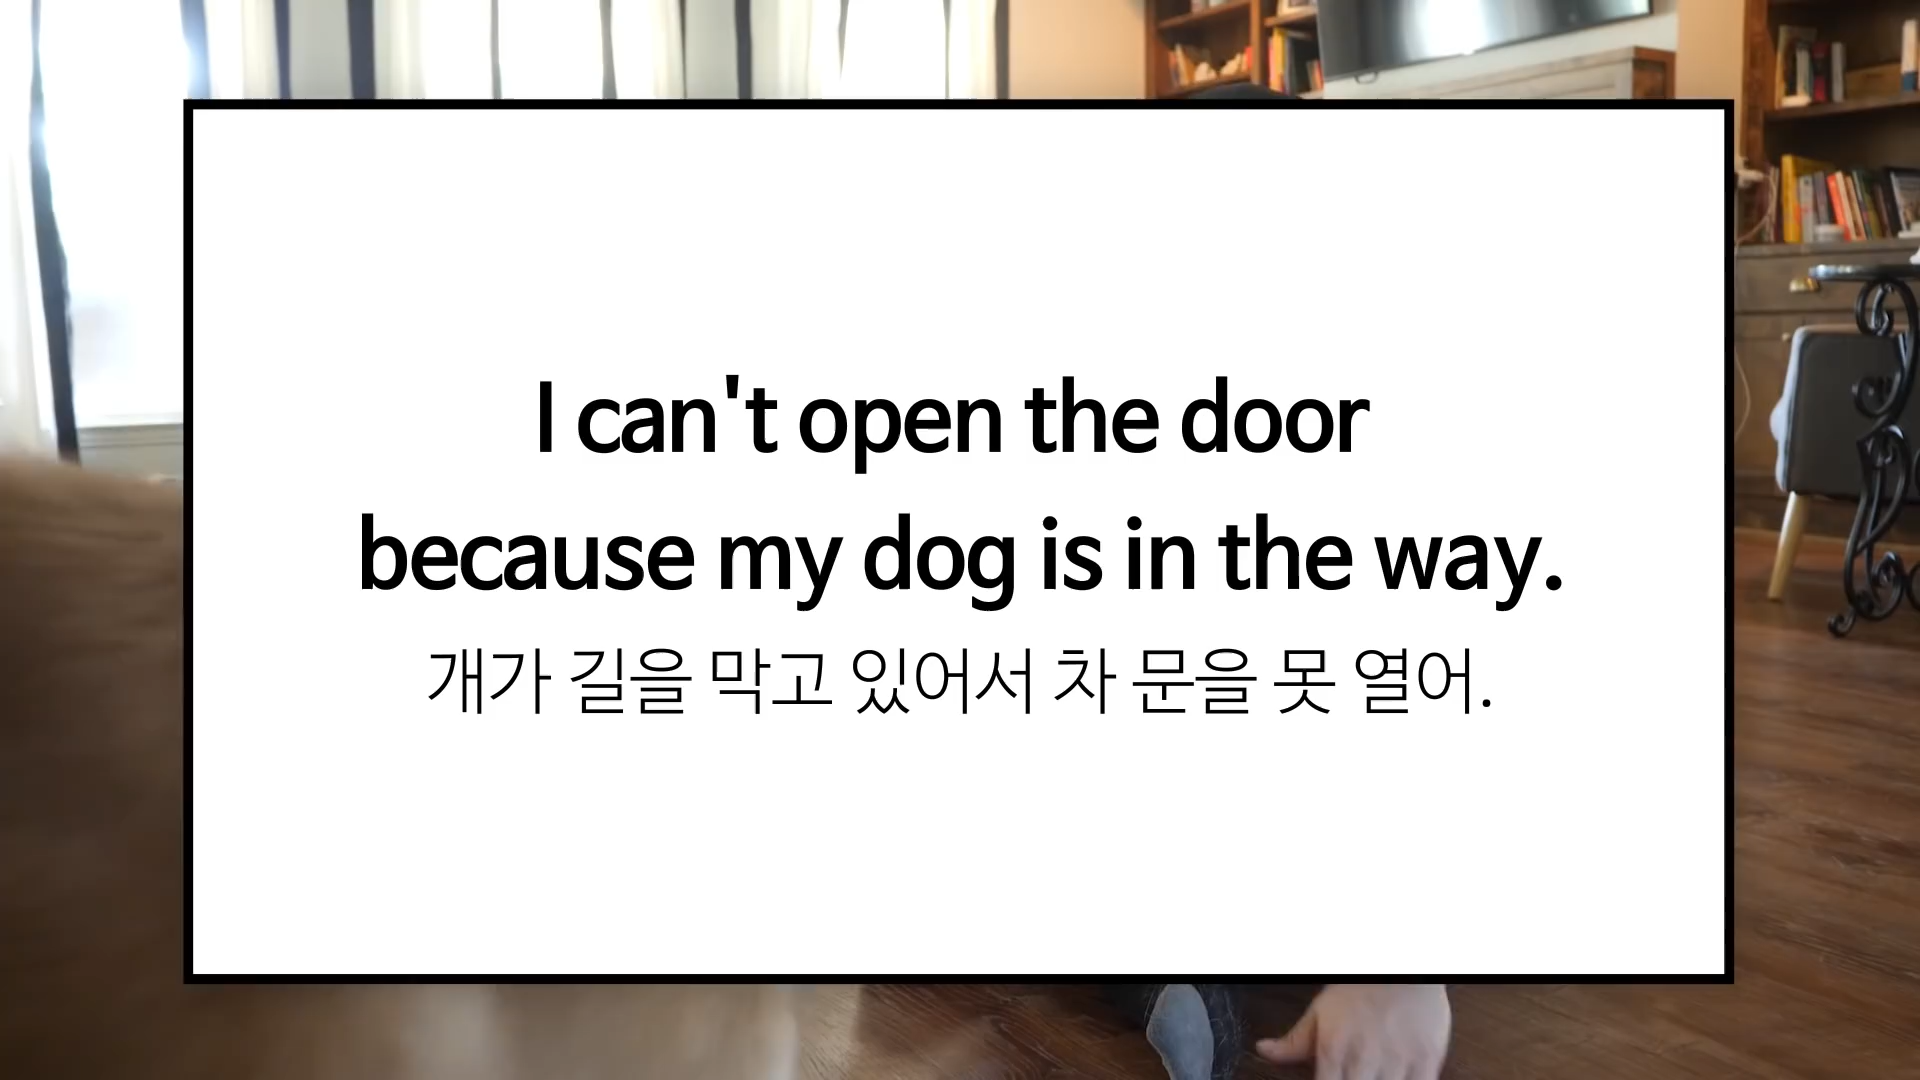 I can't open the door
because my dog is in the way.
개가 길을 막고 있어서 차 문을 못 열어.